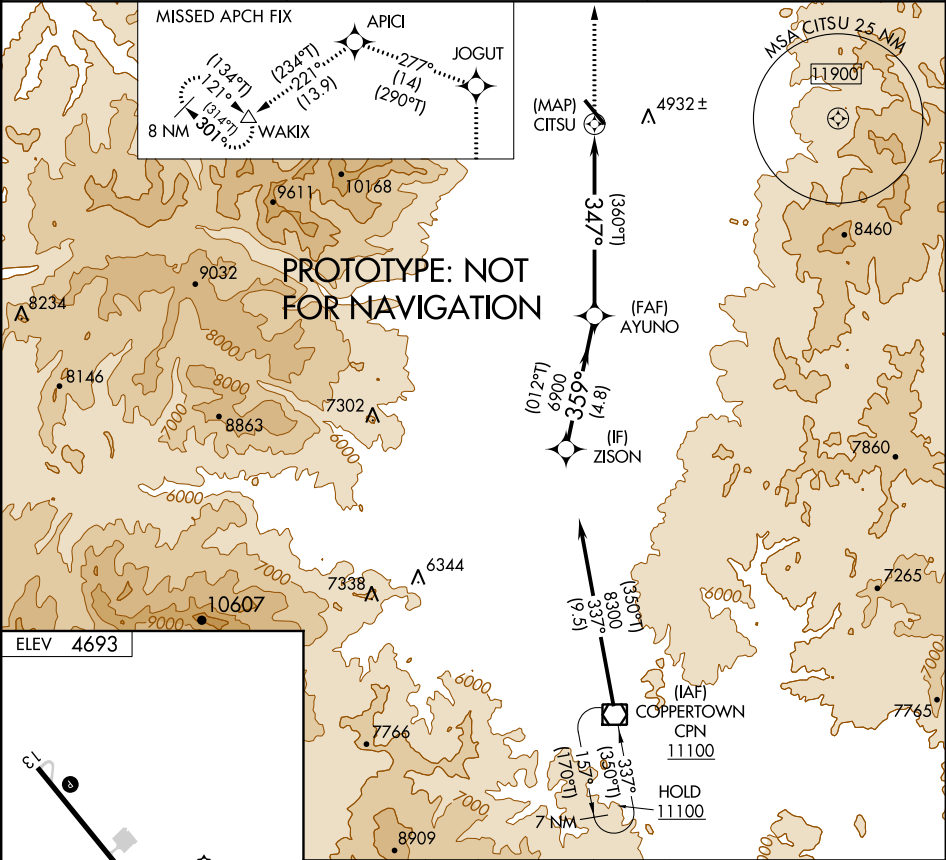 MISSED APCH FIX
APICI
JOGUT
277°
(14)
(290°T)
(234°T)
221°
(13.9)
(134°T)
121°
(314°T)
301°
8 NM
WAKIX
MSA CITSU 25 NM
11900
(MAP)
CITSU
4932 ±
10168
9611
347°
(360°T)
8460
9032
PROTOTYPE: NOT
FOR NAVIGATION
8234
(FAF)
AYUNO
8000
8146
8000
7000
7302
8863
6000
(012°T)
6900
359°
(4.8)
(IF)
ZISON
7860
6000
7000
7338
6344
7265
6000
10607
9000
(350°T)
8300
337°
(9.5)
ELEV 4693
6000
(IAF)
COPPERTOWN
CPN
11100
7000
7765
7766
157°
(170°T)
337°
(350°T)
HOLD
11100
7 NM
13
P
8909